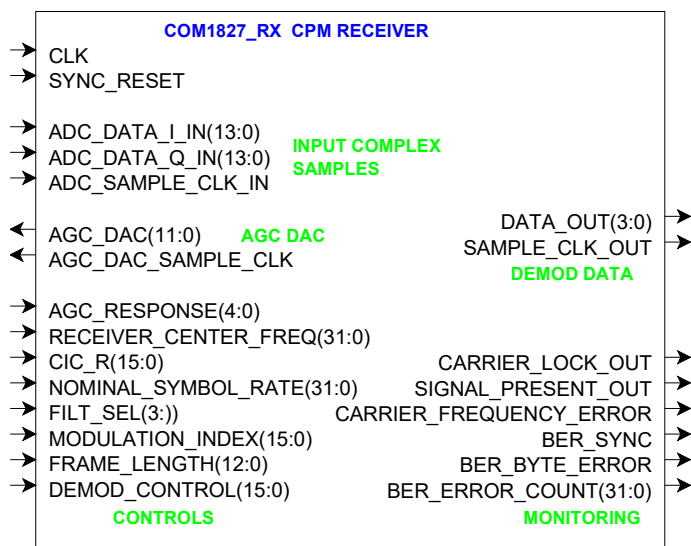 COM1827_RX CPM RECEIVER
CLK
SYNC_RESET
ADC_DATA_I_IN(13:0)
ADC_DATA_Q_IN(13:0)
ADC_SAMPLE_CLK_IN
INPUT COMPLEX
SAMPLES
AGC_DAC(11:0)
AGC_DAC_SAMPLE_CLK
AGC DAC
DATA_OUT(3:0)
SAMPLE_CLK_OUT
DEMOD DATA
AGC_RESPONSE(4:0)
RECEIVER_CENTER_FREQ(31:0)
CIC_R(15:0)
NOMINAL_SYMBOL_RATE(31:0)
FILT_SEL(3:))
MODULATION_INDEX(15:0)
FRAME_LENGTH(12:0)
DEMOD_CONTROL(15:0)
CONTROLS
CARRIER_LOCK_OUT
SIGNAL_PRESENT_OUT
CARRIER_FREQUENCY_ERROR
BER_SYNC
BER_BYTE_ERROR
BER_ERROR_COUNT(31:0)
MONITORING